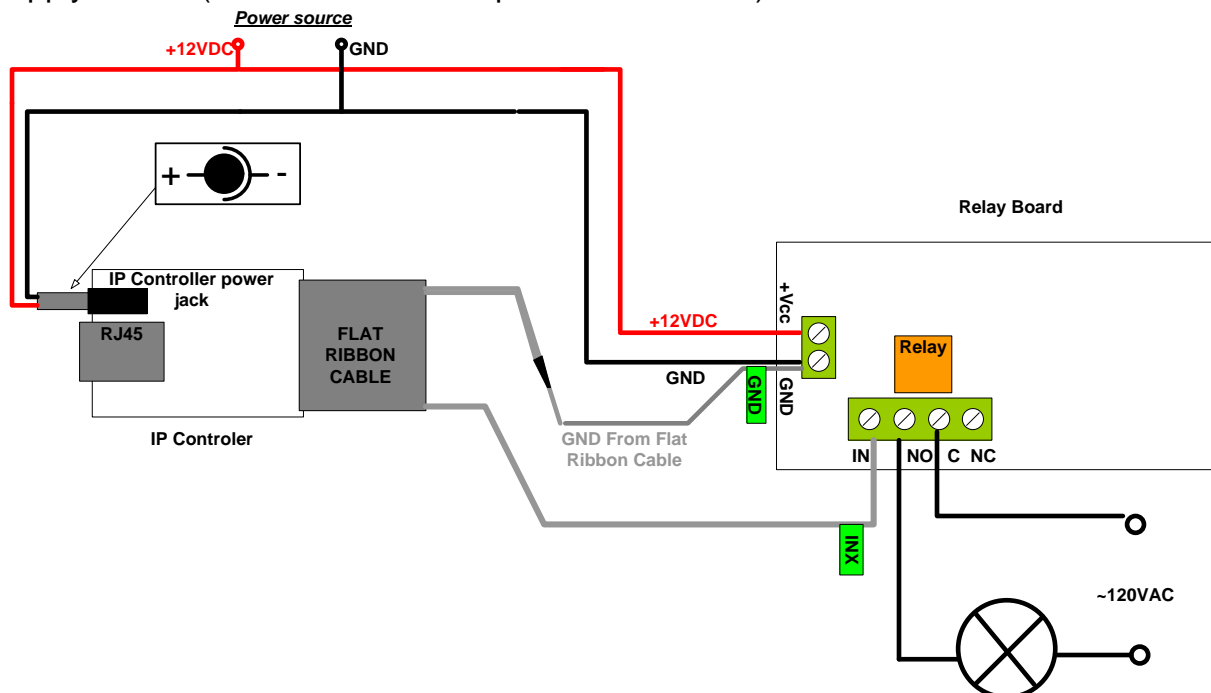 Power source
+12VDC
GND
+ -
Relay Board
IP Controller power
jack
RJ45
FLAT
RIBBON
CABLE
IP Controler
+Vcc
+12VDC
GND
GND
GND
Relay
GND From Flat
Ribbon Cable
IN NO C NC
INX
~120VAC